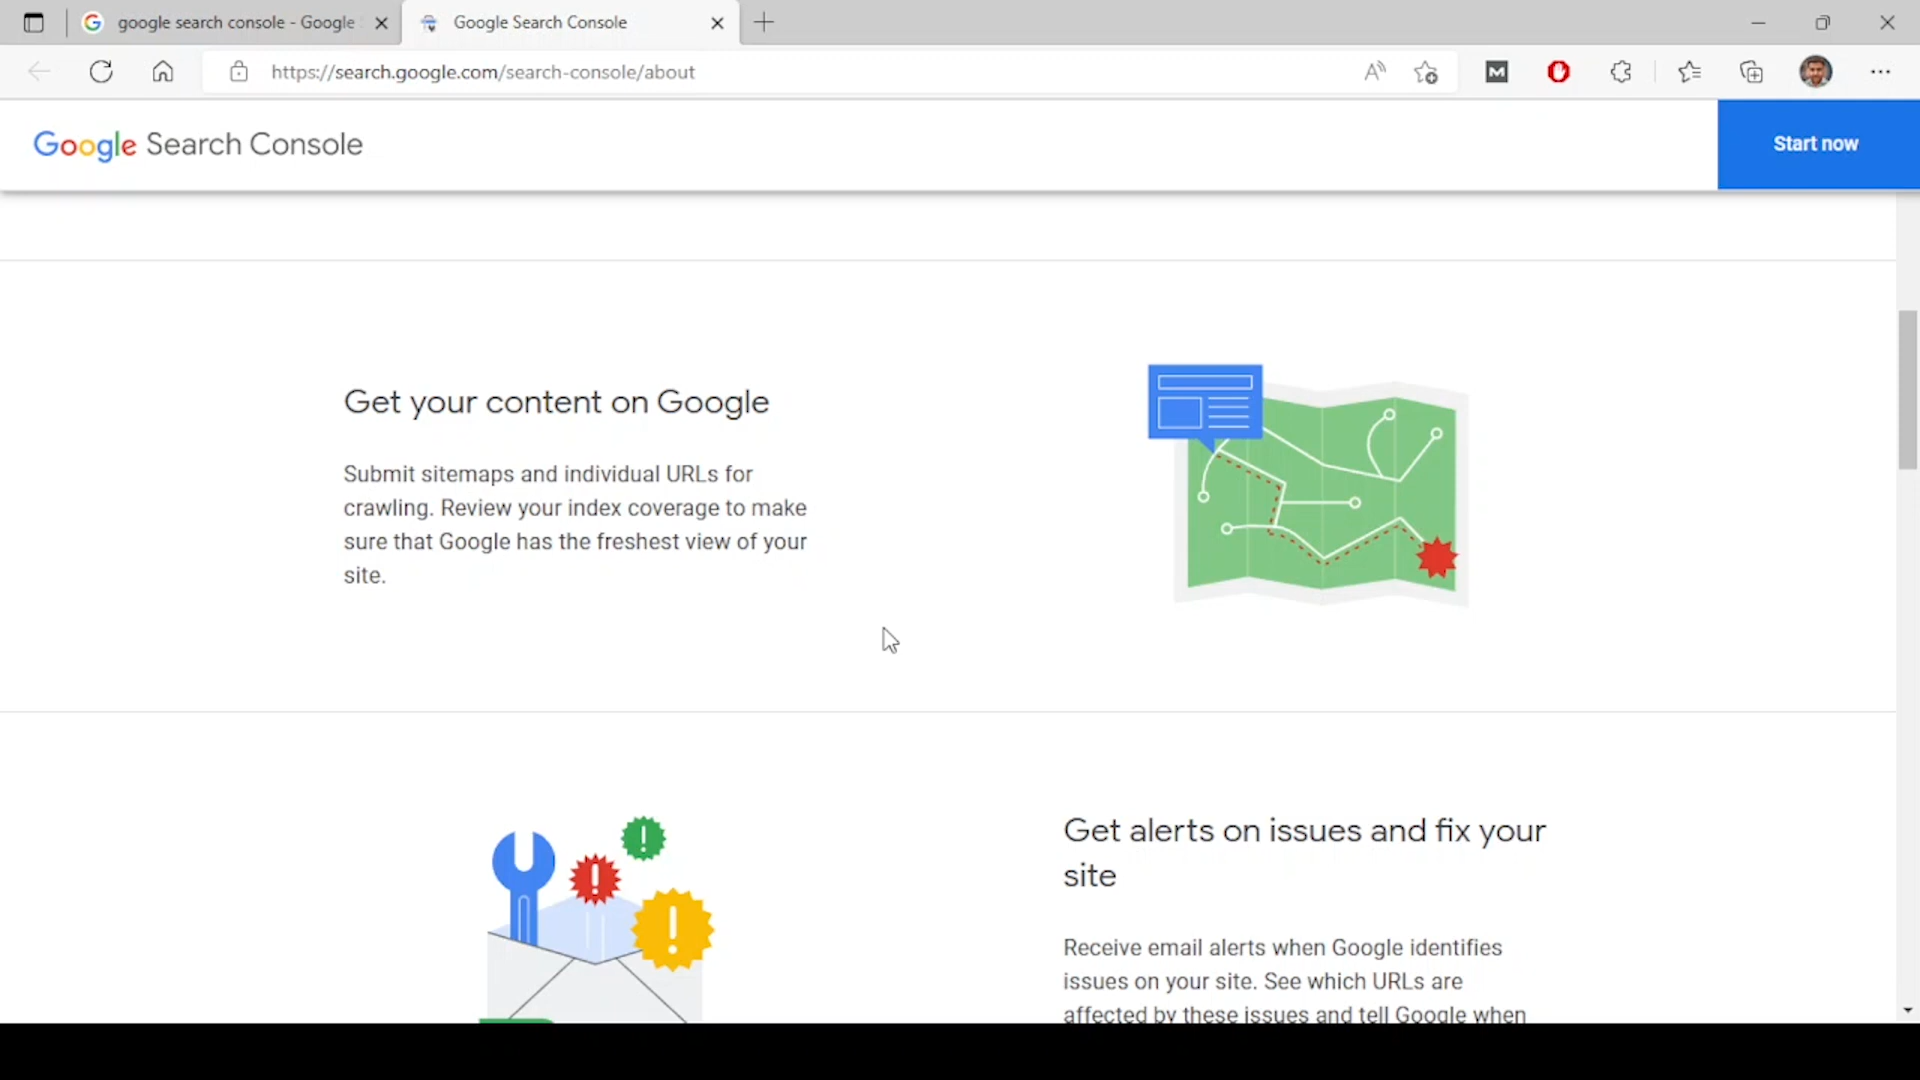 google search console - Google
Google Search Console
https://search.google.com/search-console/about
Google Search Console
Start now
Get your content on Google
Submit sitemaps and individual URLs for
crawling. Review your index coverage to make
sure that Google has the freshest view of your
site.
Get alerts on issues and fix your
site
Receive email alerts when Google identifies
issues on your site. See which URLs are
affected by these issues and tell Google when